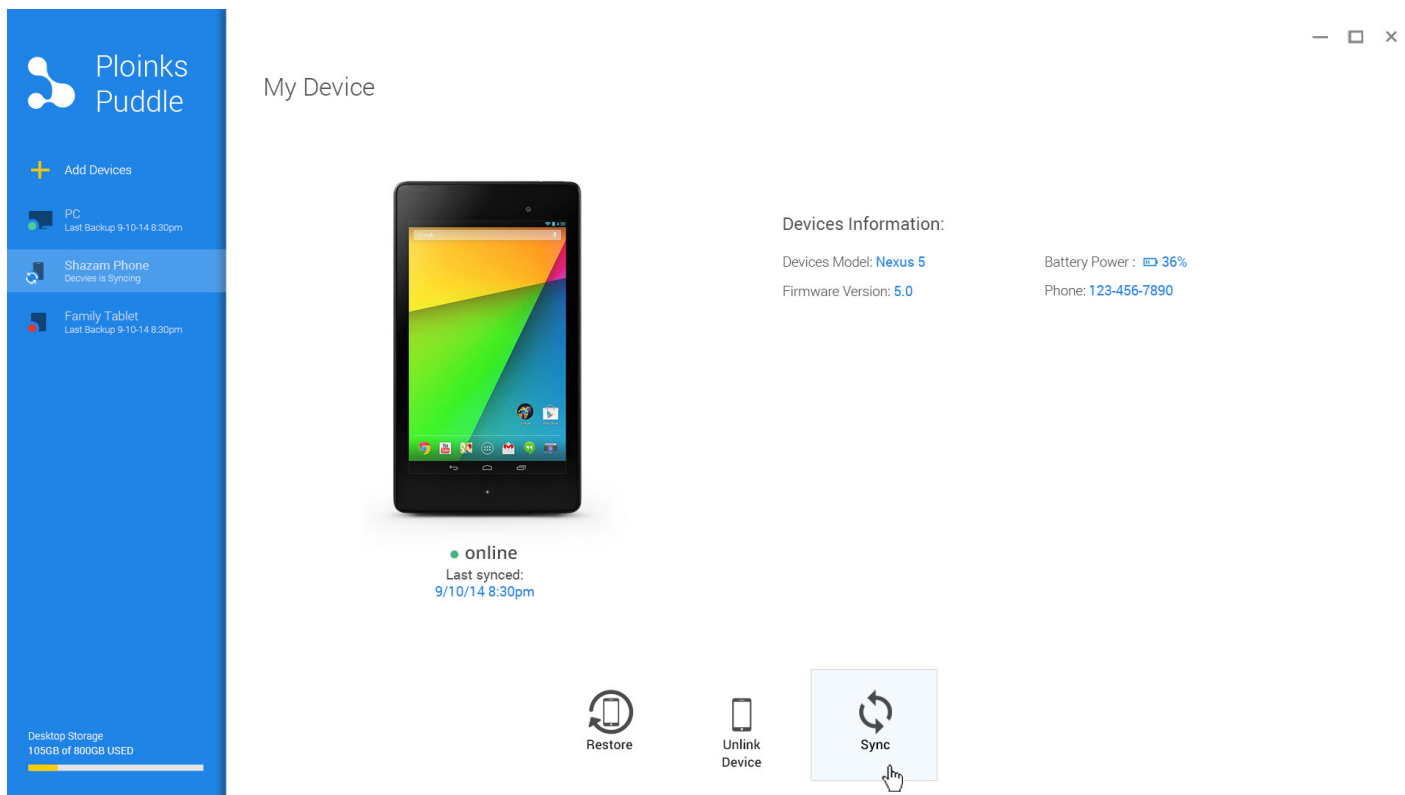 Ploinks
Puddle
Add Devices
PC
Last Backup 9-10-14 8:30pm
Shazam Phone
Decvies is Syncing
Family Tablet
Last Backup 9-10-14 8:30pm
Desktop Storage
105GB of 800GB USED
My Device
Google
4:30
online
Last synced:
9/10/14 8:30pm
Devices Information:
Devices Model: Nexus 5
Battery Power : 36%
Firmware Version: 5.0
Phone: 123-456-7890
Restore
Unlink
Device
Sync